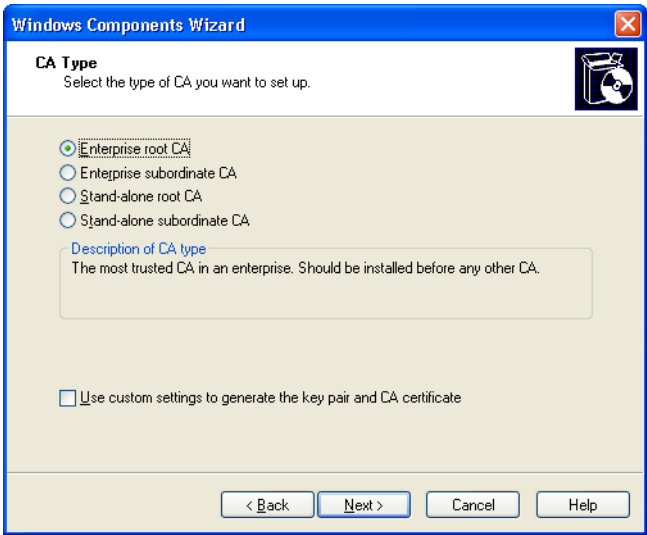 Windows Components Wizard
CA Type
Select the type of CA you want to set up.
Enterprise root CA
Enterprise subordinate CA
Stand-alone root CA
Stand-alone subordinate CA
Description of CA type
The most trusted CA in an enterprise. Should be installed before any other CA.
Use custom settings to generate the key pair and CA certificate
< Back Next > Cancel Help